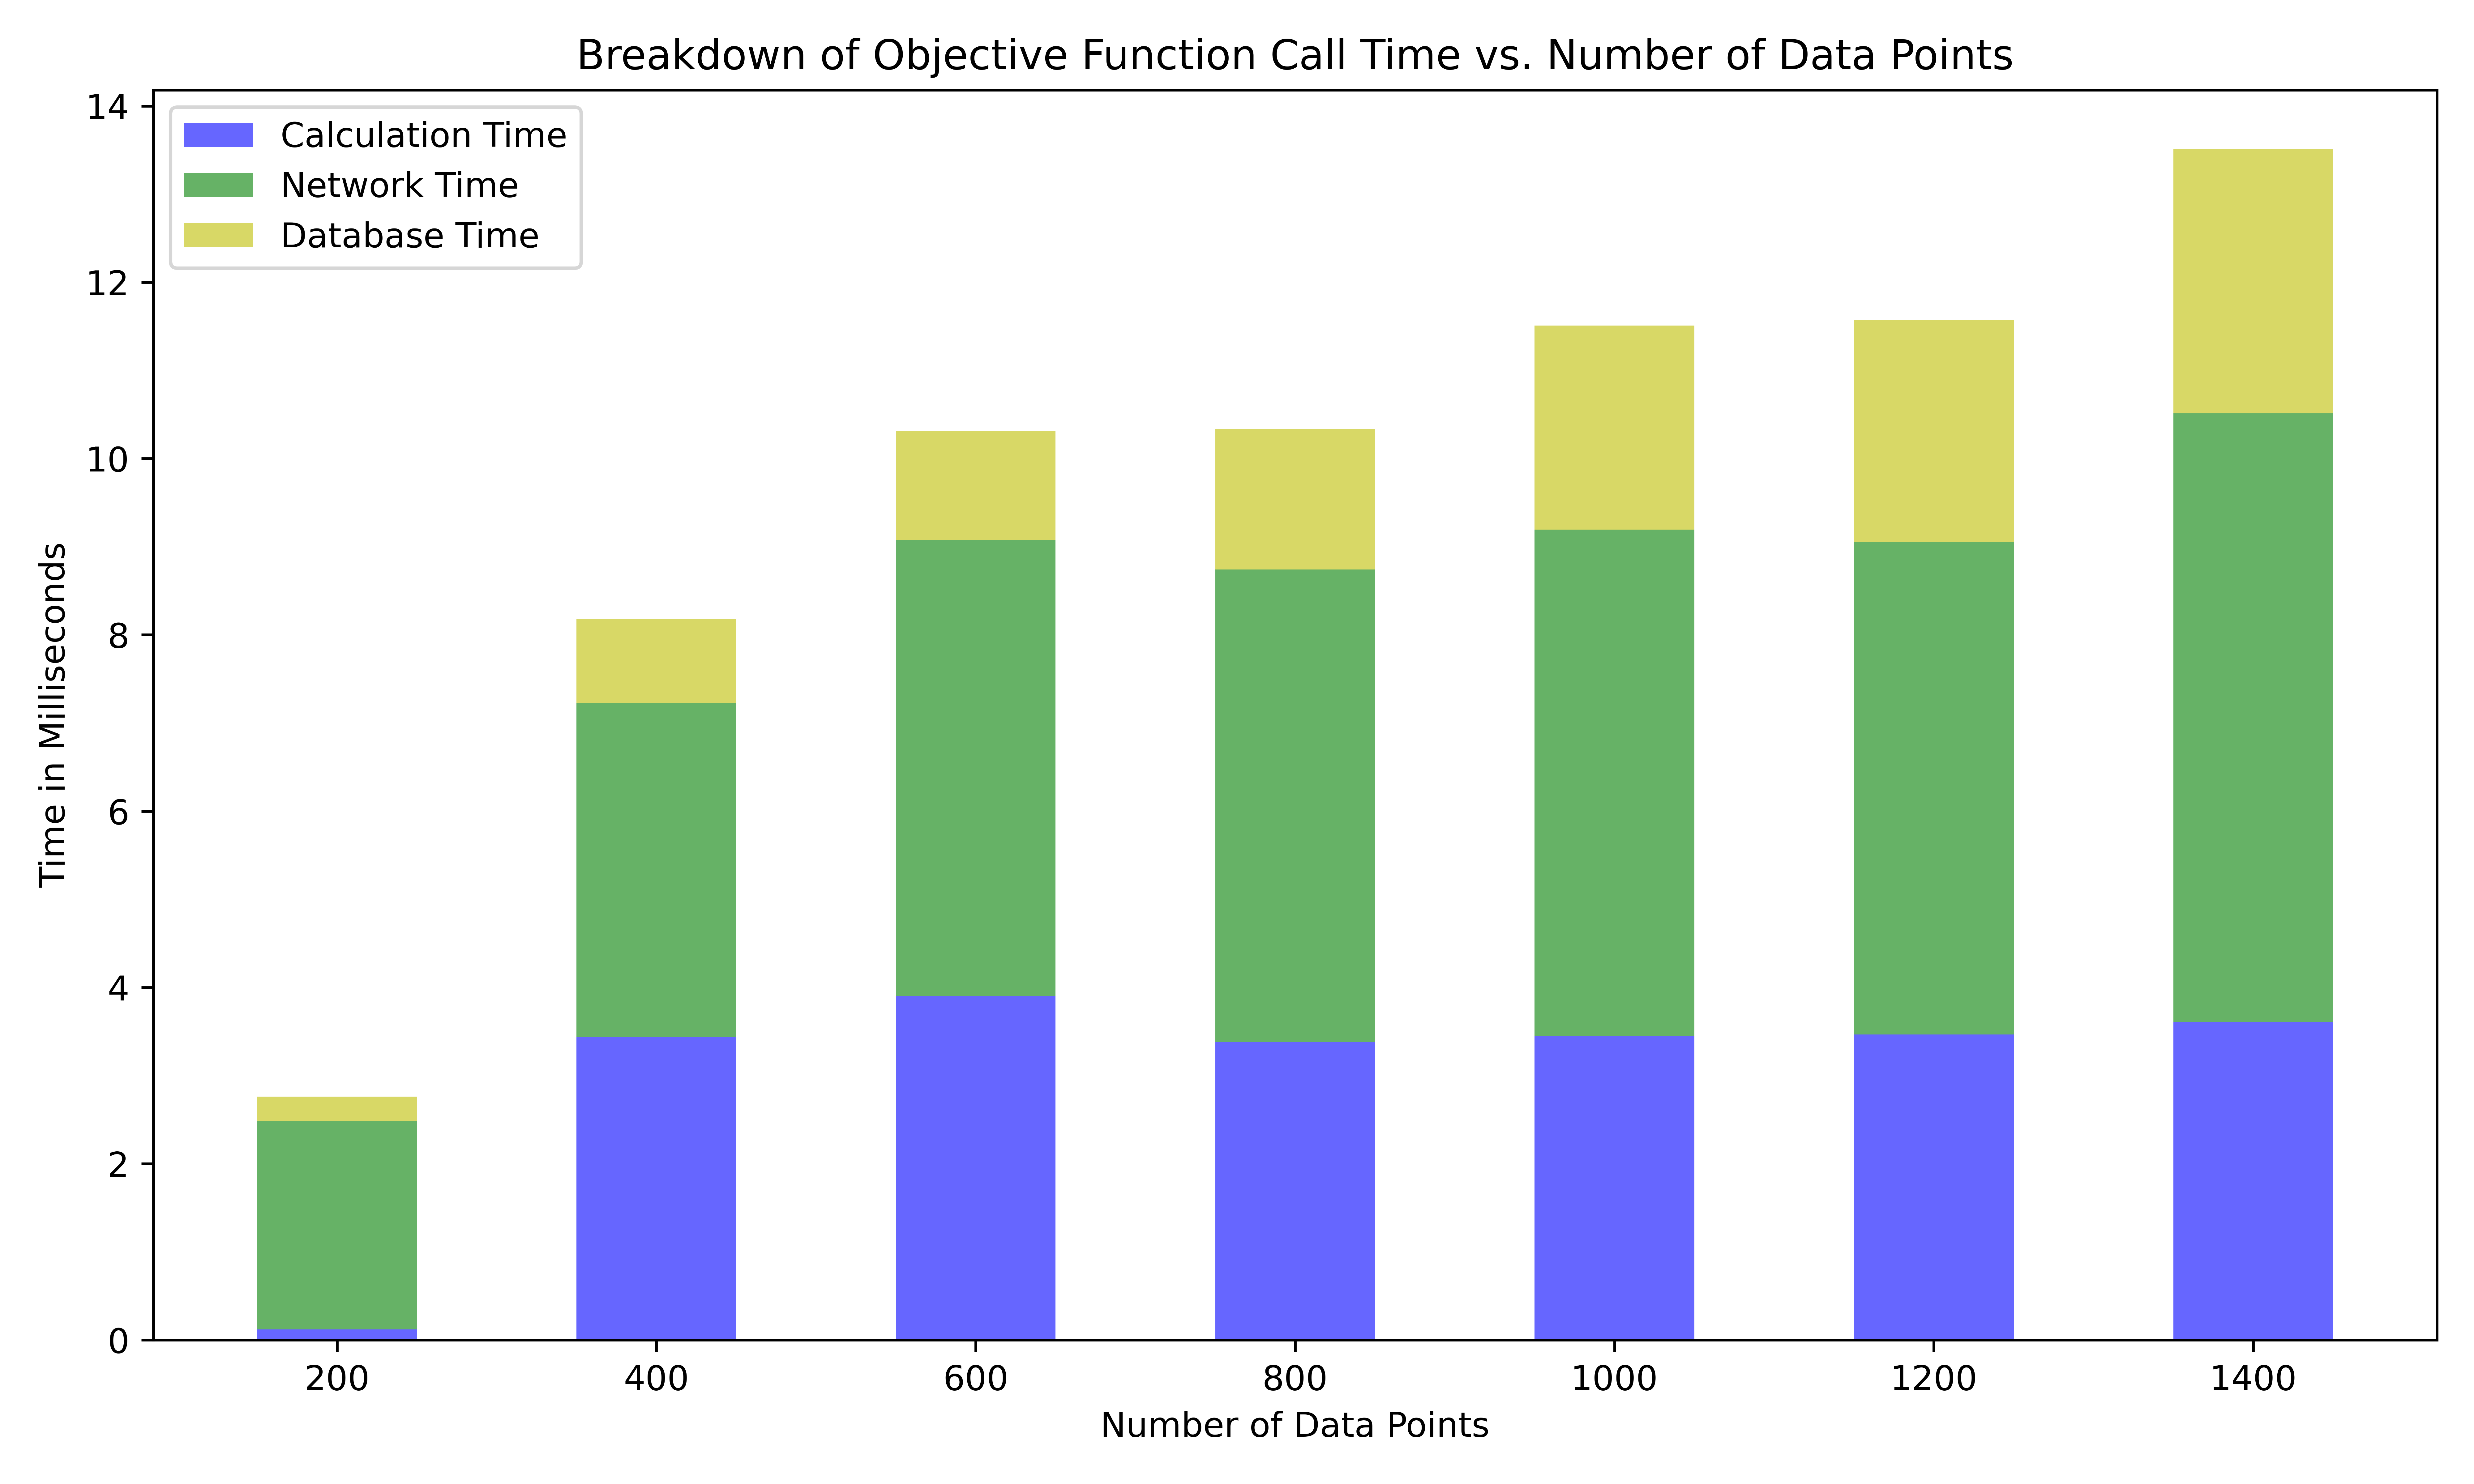 Breakdown of Objective Function Call Time vs. Number of Data Points
Calculation Time
Network Time
Database Time
14
12
10
8
6
4
2
0
Time in Milliseconds
200 400 600 800 1000 1200 1400
Number of Data Points